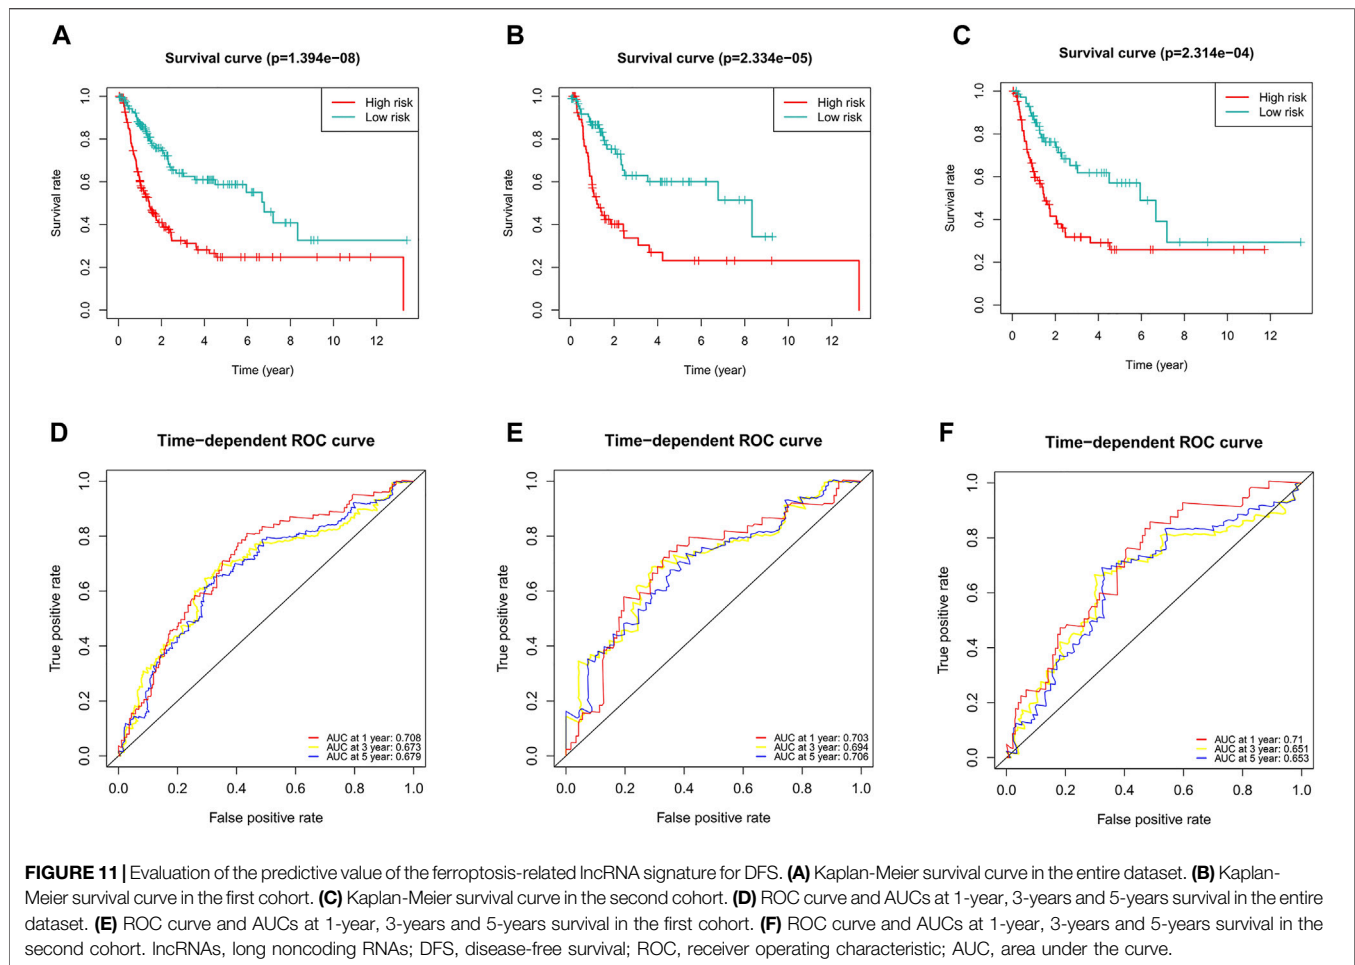 A
Survival curve (p=1.394e−08)
High risk
Low risk
Survival rate
0.0 0.2 0.4 0.6 0.8 1.0
0 2 4 6 8 10 12
Time (year)
B
Survival curve (p=2.334e−05)
High risk
Low risk
Survival rate
0.0 0.2 0.4 0.6 0.8 1.0
0 2 4 6 8 10 12
Time (year)
C
Survival curve (p=2.314e−04)
High risk
Low risk
Survival rate
0.0 0.2 0.4 0.6 0.8 1.0
0 2 4 6 8 10 12
Time (year)
D
Time−dependent ROC curve
True positive rate
0.0 0.2 0.4 0.6 0.8 1.0
AUC at 1 year: 0.708
AUC at 3 year: 0.673
AUC at 5 year: 0.679
0.0 0.2 0.4 0.6 0.8 1.0
False positive rate
E
Time−dependent ROC curve
True positive rate
0.0 0.2 0.4 0.6 0.8 1.0
AUC at 1 year: 0.703
AUC at 3 year: 0.694
AUC at 5 year: 0.706
0.0 0.2 0.4 0.6 0.8 1.0
False positive rate
F
Time−dependent ROC curve
True positive rate
0.0 0.2 0.4 0.6 0.8 1.0
AUC at 1 year: 0.71
AUC at 3 year: 0.651
AUC at 5 year: 0.653
0.0 0.2 0.4 0.6 0.8 1.0
False positive rate
FIGURE 11 | Evaluation of the predictive value of the ferroptosis-related lncRNA signature for DFS. (A) Kaplan-Meier survival curve in the entire dataset. (B) Kaplan-
Meier survival curve in the first cohort. (C) Kaplan-Meier survival curve in the second cohort. (D) ROC curve and AUCs at 1-year, 3-years and 5-years survival in the entire
dataset. (E) ROC curve and AUCs at 1-year, 3-years and 5-years survival in the first cohort. (F) ROC curve and AUCs at 1-year, 3-years and 5-years survival in the
second cohort. lncRNAs, long noncoding RNAs; DFS, disease-free survival; ROC, receiver operating characteristic; AUC, area under the curve.